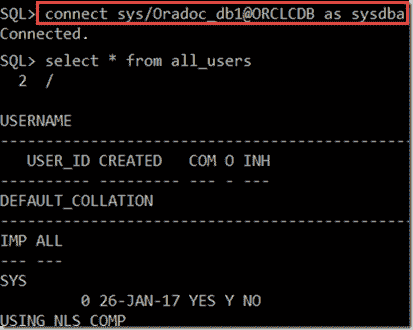 SQL> connect sys/Oradoc_db1@ORCLCDB as sysdba
Connected.
SQL> select * from all_users
  2  /
USERNAME
--------------------------------------------------
   USER_ID CREATED   COM O INH
---------- --------- --- - ---
DEFAULT_COLLATION
--------------------------------------------------
IMP ALL
--- ---
SYS
         0 26-JAN-17 YES Y NO
USING_NLS_COMP